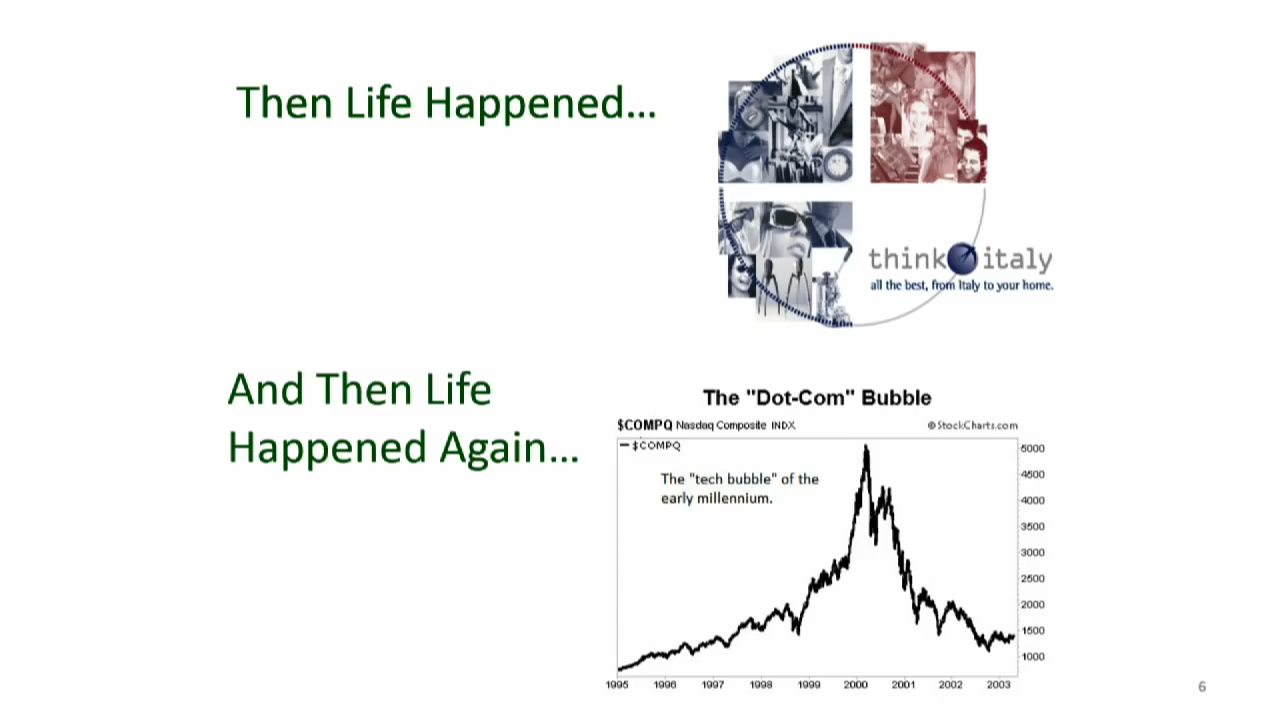 Then Life Happened...
think italy
all the best, from Italy to your home.
And Then Life
Happened Again...
The "Dot-Com" Bubble
$COMPQ Nasdaq Composite INDX
© StockCharts.com
$COMPQ
The "tech bubble" of the
early millennium.
5000
4500
4000
3500
3000
2500
2000
1500
1000
1995 1996 1997 1998 1999 2000 2001 2002 2003
6